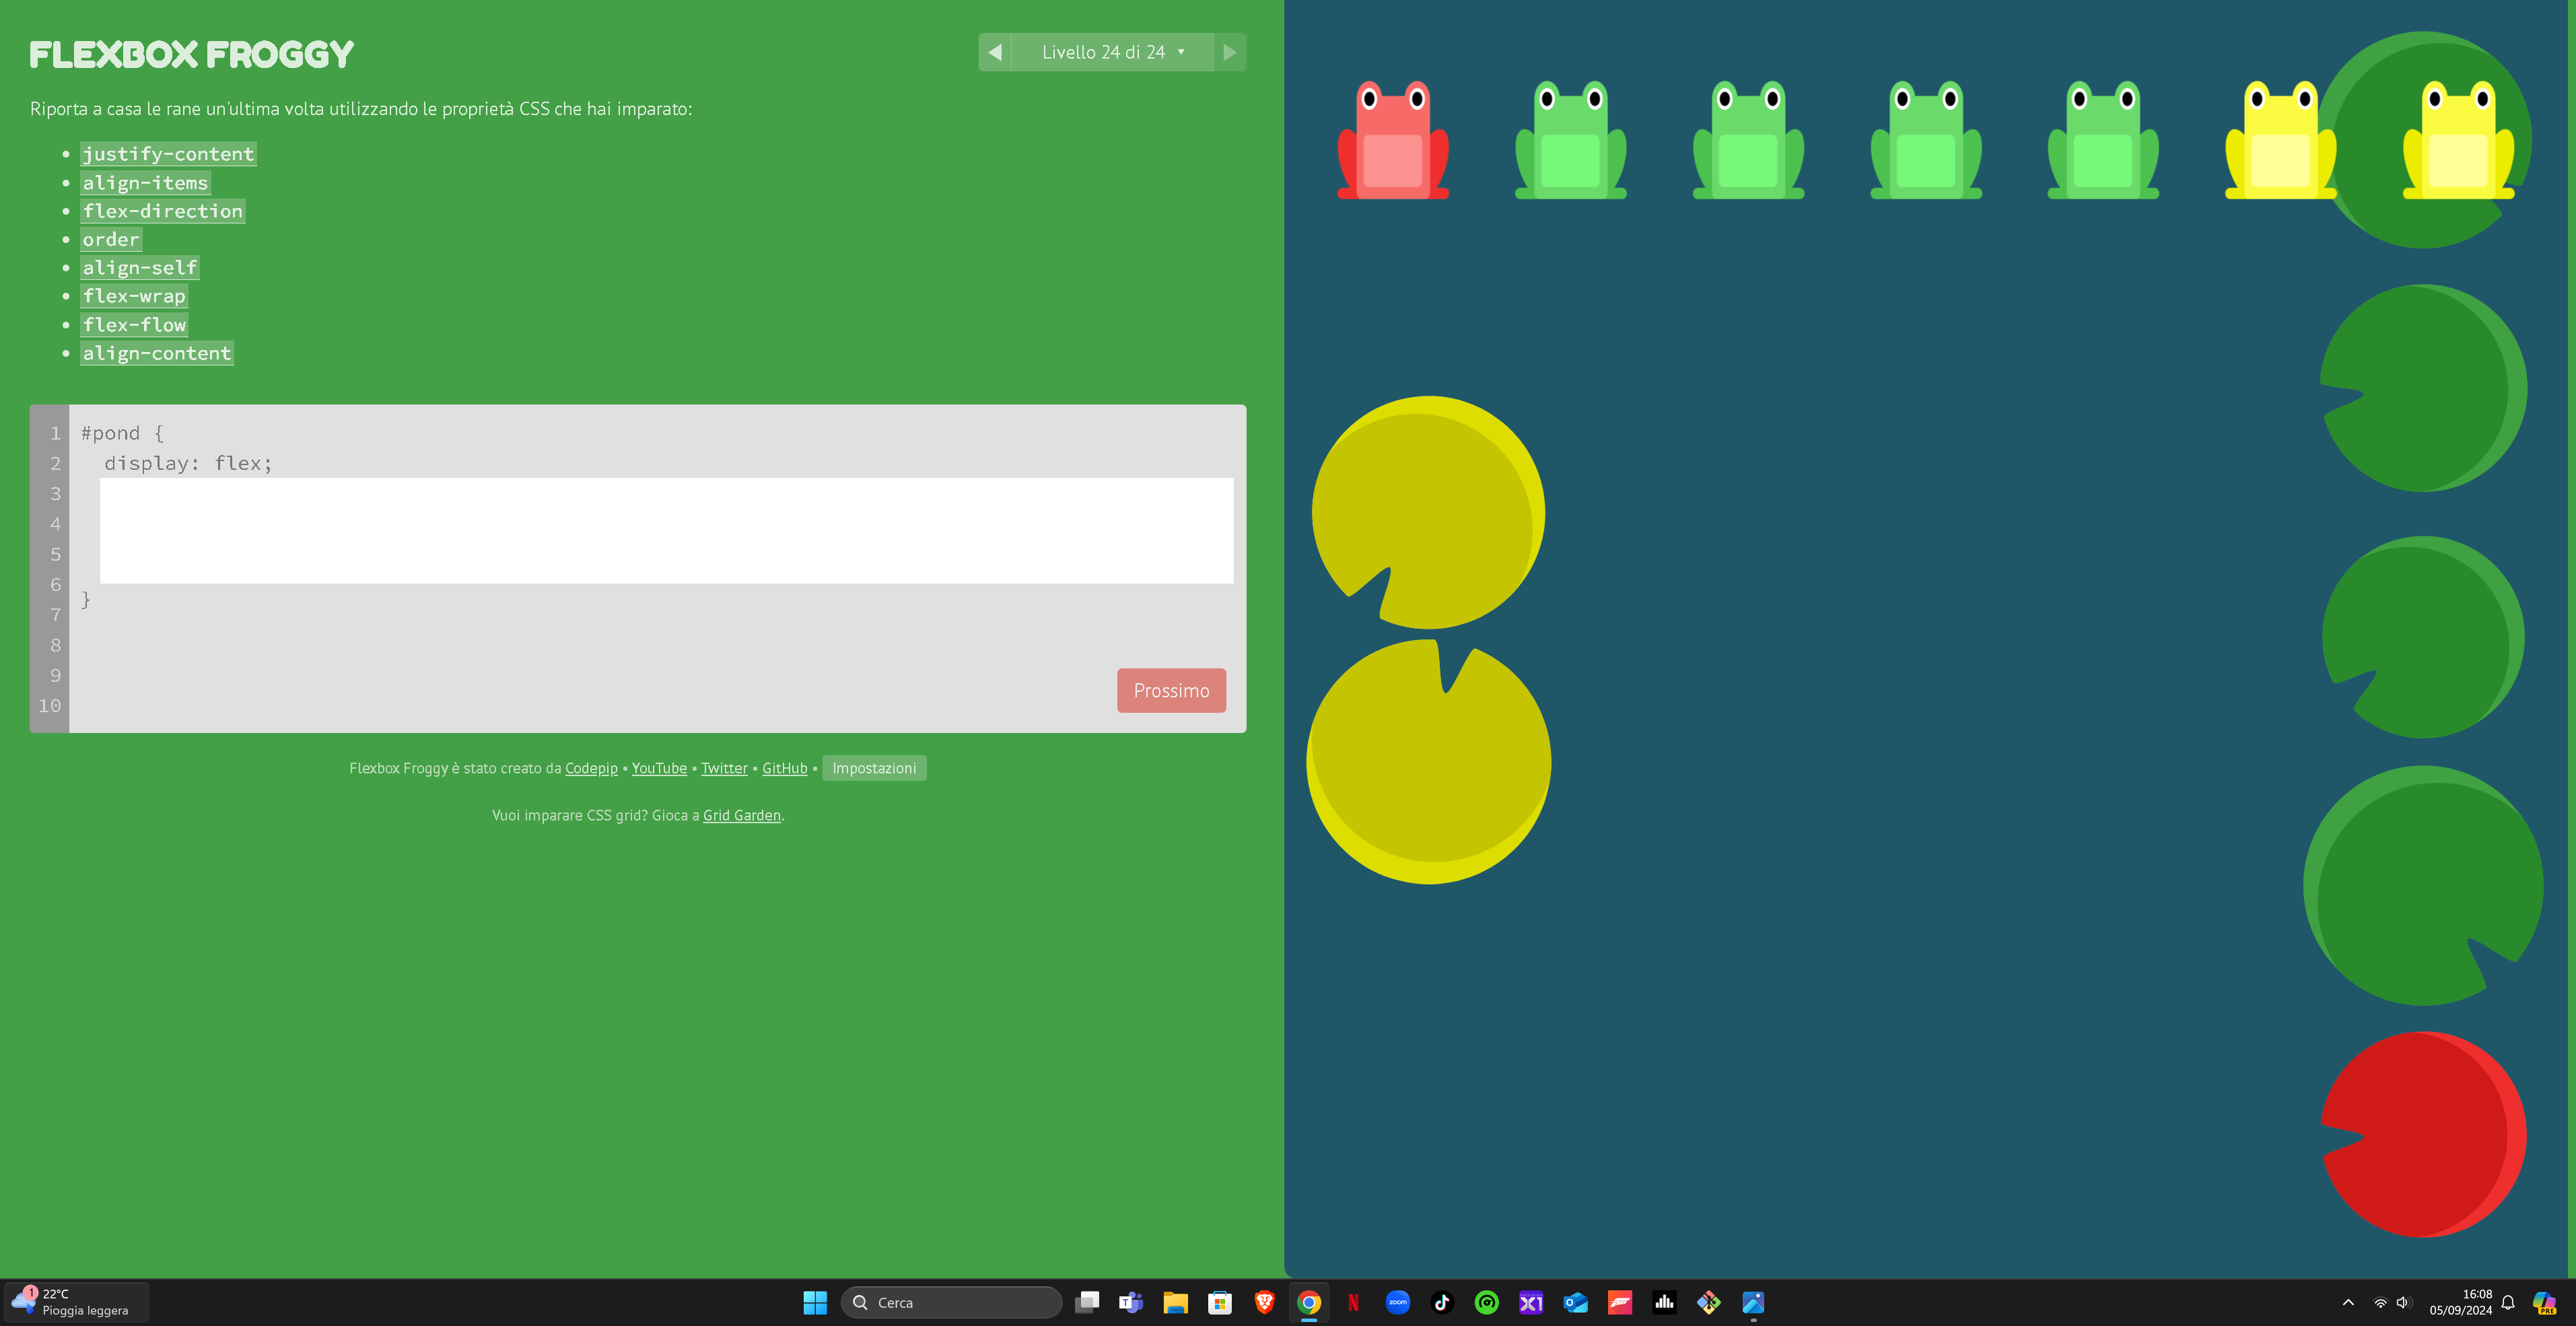 FLEXBOX FROGGY
◀ Livello 24 di 24 ▼ ▶
Riporta a casa le rane un'ultima volta utilizzando le proprietà CSS che hai imparato:
• justify-content
• align-items
• flex-direction
• order
• align-self
• flex-wrap
• flex-flow
• align-content
1 #pond {
2 display: flex;
3
4
5
6
}
7
8
9
10
Prossimo
Flexbox Froggy è stato creato da Codepip • YouTube • Twitter • GitHub • Impostazioni
Vuoi imparare CSS grid? Gioca a Grid Garden.
1
22°C
Pioggia leggera
Cerca
T
N
zoom
X1
O
PRE
16:08
05/09/2024